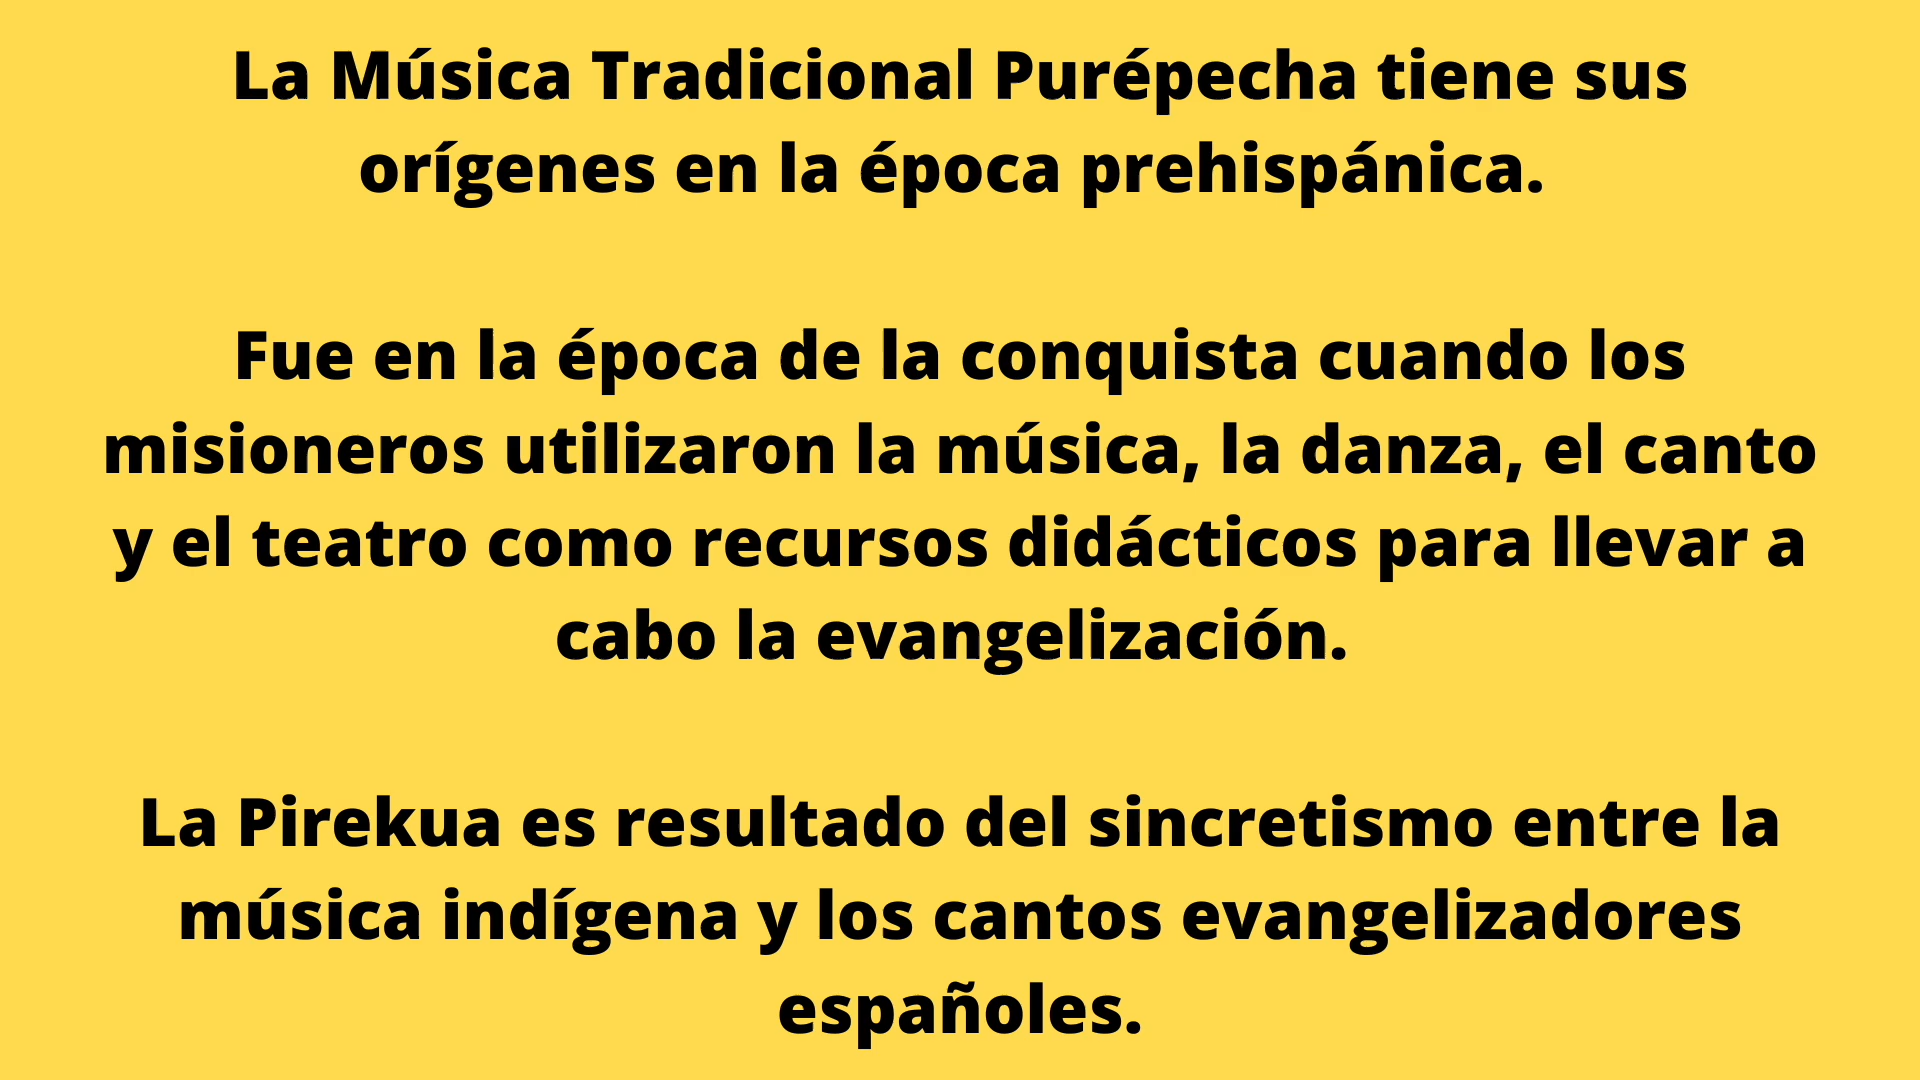 La Música Tradicional Purépecha tiene sus
orígenes en la época prehispánica.
Fue en la época de la conquista cuando los
misioneros utilizaron la música, la danza, el canto
y el teatro como recursos didácticos para llevar a
cabo la evangelización.
La Pirekua es resultado del sincretismo entre la
música indígena y los cantos evangelizadores
españoles.